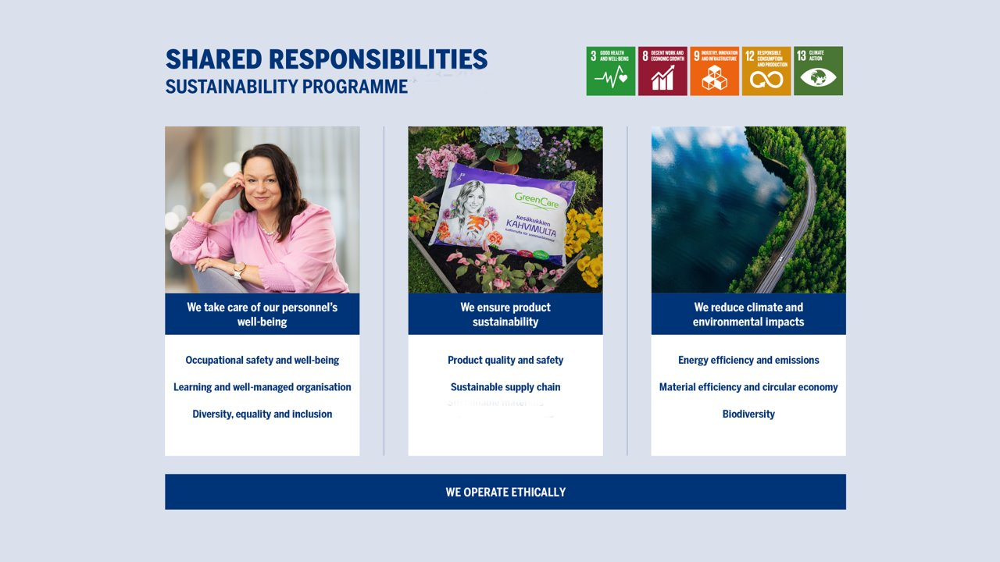 SHARED RESPONSIBILITIES
SUSTAINABILITY PROGRAMME
3 GOOD HEALTH
AND WELL-BEING
8 DECENT WORK AND
ECONOMIC GROWTH
9 INDUSTRY, INNOVATION
AND INFRASTRUCTURE
12 RESPONSIBLE
CONSUMPTION
AND PRODUCTION
13 CLIMATE
ACTION
GreenCare
Kesäkukkien
KAHVIMULTA
We take care of our personnel's
well-being
Occupational safety and well-being
Learning and well-managed organisation
Diversity, equality and inclusion
We ensure product
sustainability
Product quality and safety
Sustainable supply chain
We reduce climate and
environmental impacts
Energy efficiency and emissions
Material efficiency and circular economy
Biodiversity
WE OPERATE ETHICALLY